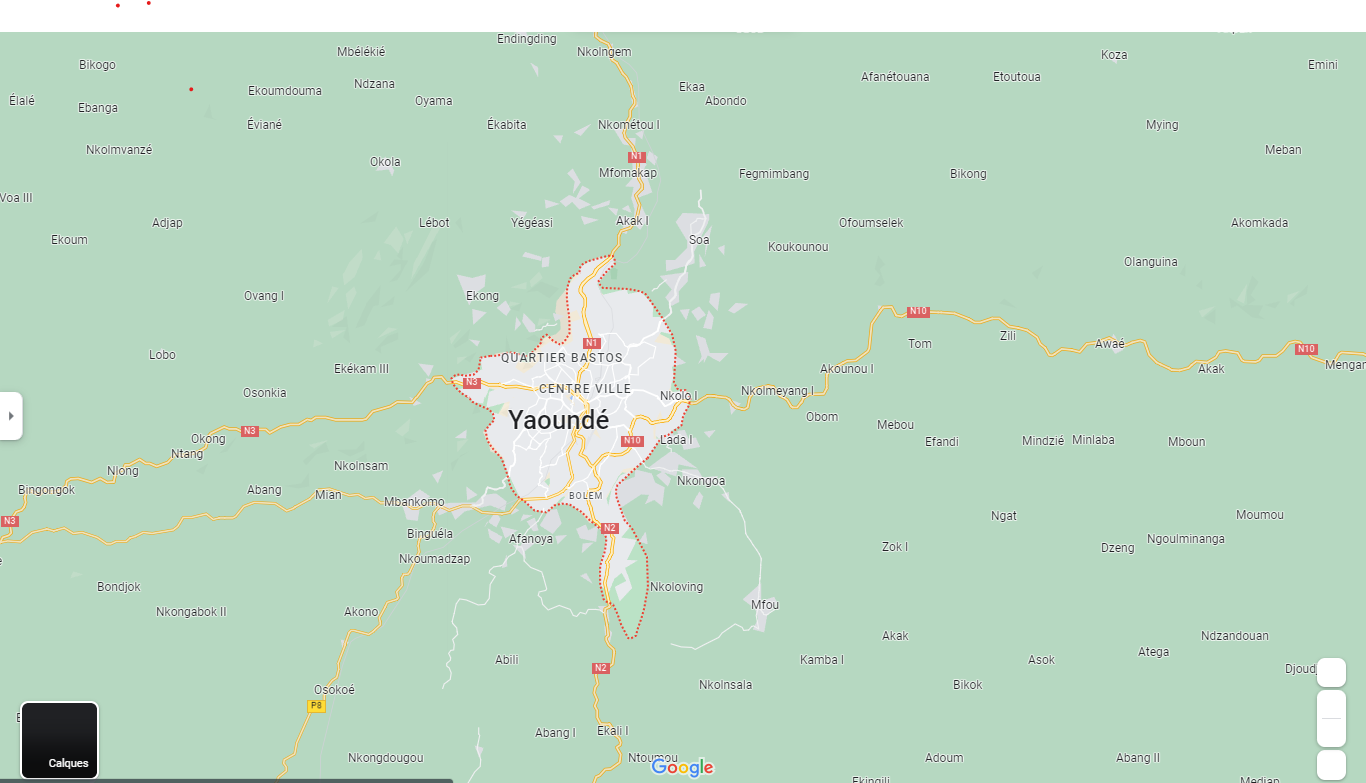 Endingding
Mbélékié
Nkolngem
Koza
Bikogo
Emini
Afanétouana
Etoutoua
Ndzana
Ekaa
Ekoumdouma
Élalé
Oyama
Abondo
Ebanga
Éviané
Ékabita
Nkométou I
Mying
Nkolmvanzé
Meban
N1
Okola
Mfomakap
Fegmimbang
Bikong
Voa III
Adjap
Lébot
Yégéasi
Akak I
Ofoumselek
Akomkada
Ekoum
Soa
Koukounou
Olanguina
Ovang I
Ekong
N10
Zili
N1
Tom
Awaé
N10
Lobo
QUARTIER BASTOS
Ekékam III
Akounou I
Akak
Mengan
N3
CENTRE VILLE
Osonkia
Nkolo I
Nkolmeyang I
Yaoundé
Obom
Mebou
N3
Okong
N10
Lada I
Efandi
Mindzié
Minlaba
Mboun
Ntang
Nkolnsam
Nlong
Nkongoa
Bingongok
Abang
Mian
BOLEM
Mbankomo
N3
Ngat
Moumou
N2
Binguéla
Afanoya
Ngoulminanga
Zok I
Dzeng
Nkoumadzap
Bondjok
Nkoloving
Mfou
Nkongabok II
Akono
Akak
Ndzandouan
Atega
Abili
Kamba I
Asok
N2
Djoud
Nkolnsala
Bikok
Osokoé
P8
Abang I
Ekali I
Nkongdougou
Ntoumou
Adoum
Abang II
Calques
Google
Ekingili
Medjap